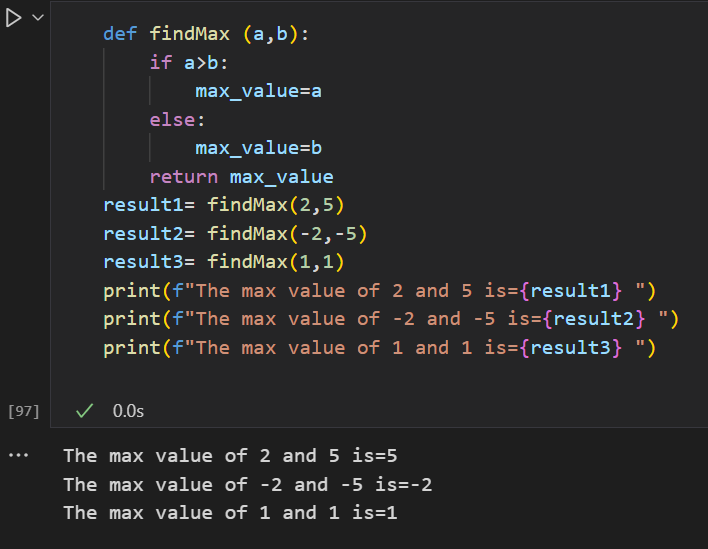 def findMax (a,b):
    if a>b:
        max_value=a
    else:
        max_value=b
    return max_value
result1= findMax(2,5)
result2= findMax(-2,-5)
result3= findMax(1,1)
print(f"The max value of 2 and 5 is={result1} ")
print(f"The max value of -2 and -5 is={result2} ")
print(f"The max value of 1 and 1 is={result3} ")
[97] 0.0s
The max value of 2 and 5 is=5
The max value of -2 and -5 is=-2
The max value of 1 and 1 is=1